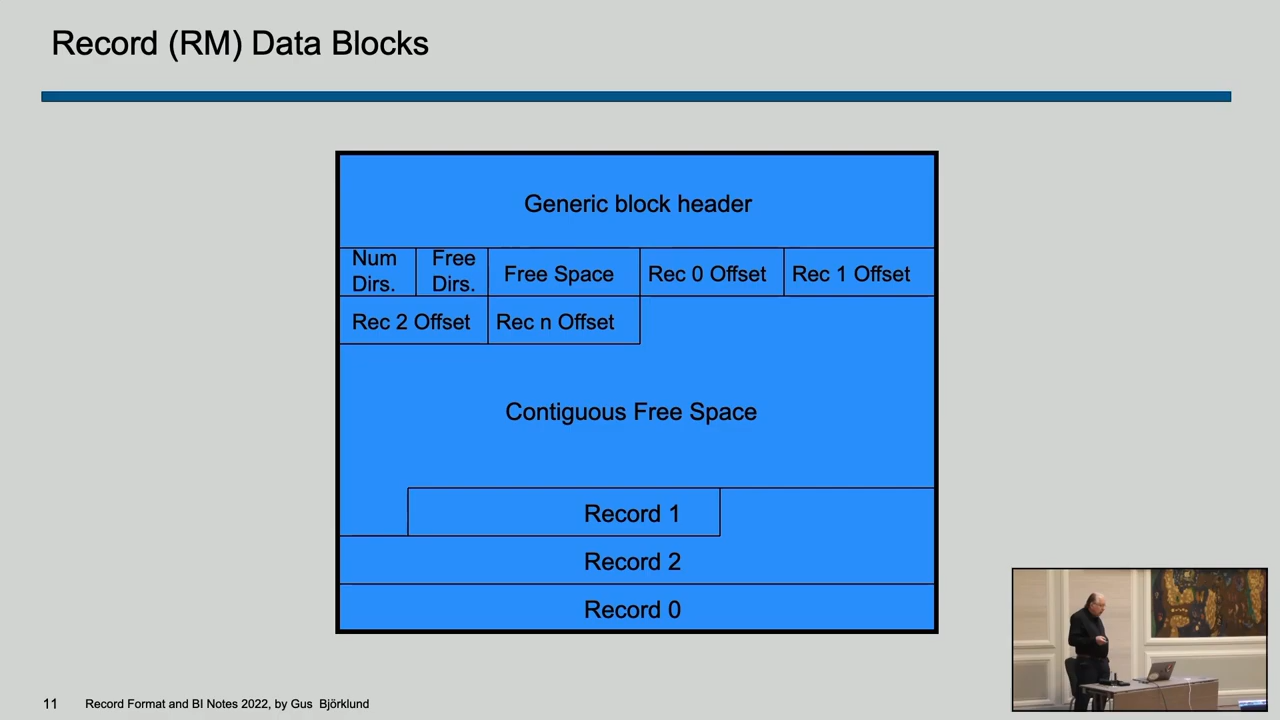 Record (RM) Data Blocks
Generic block header
Num Dirs.
Free Dirs.
Free Space
Rec 0 Offset
Rec 1 Offset
Rec 2 Offset
Rec n Offset
Contiguous Free Space
Record 1
Record 2
Record 0
11
Record Format and BI Notes 2022, by Gus Björklund